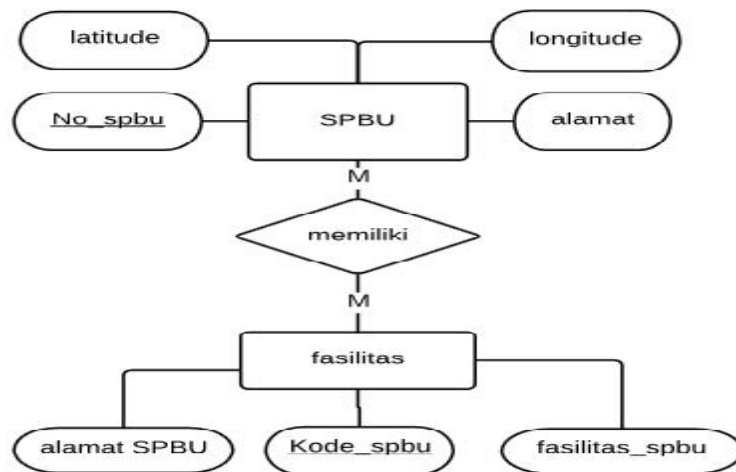 latitude
longitude
No_spbu
SPBU
alamat
M
memiliki
M
fasilitas
alamat SPBU
Kode_spbu
fasilitas_spbu